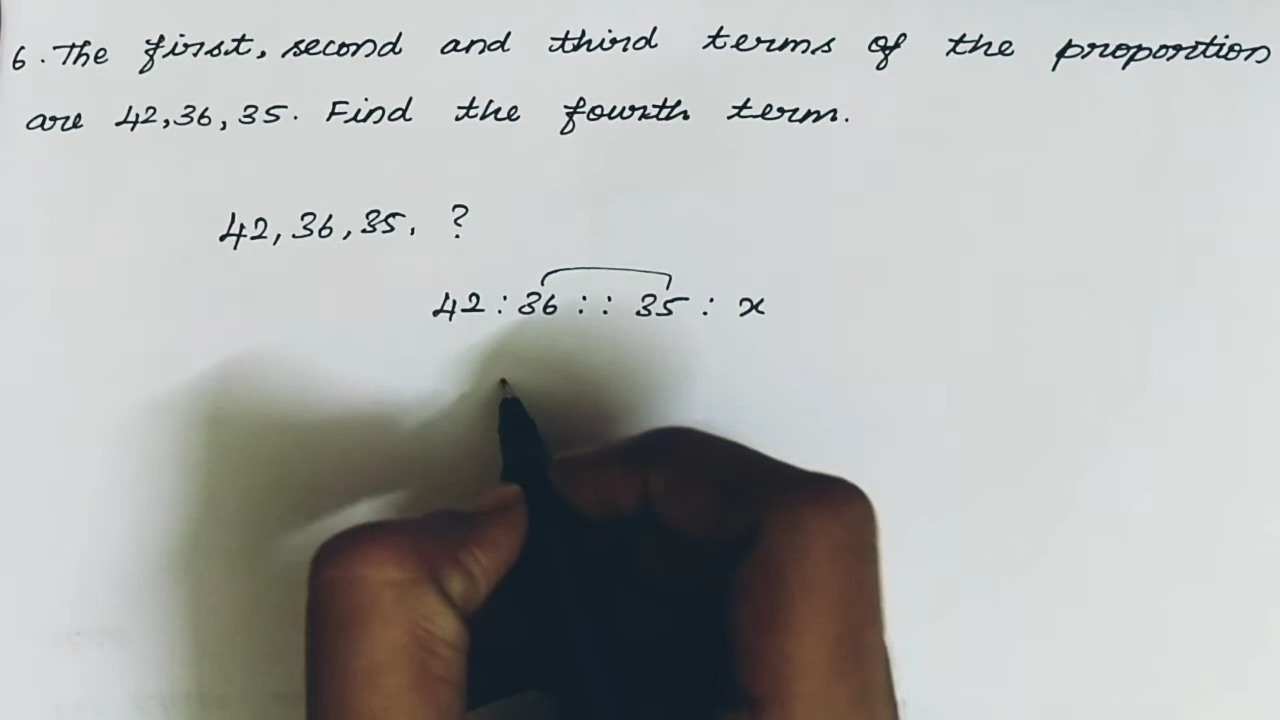 6. The first, second and third terms of the proportion
are 42,36,35. Find the fourth term.
42,36,35, ?
42:36 :: 35 : x